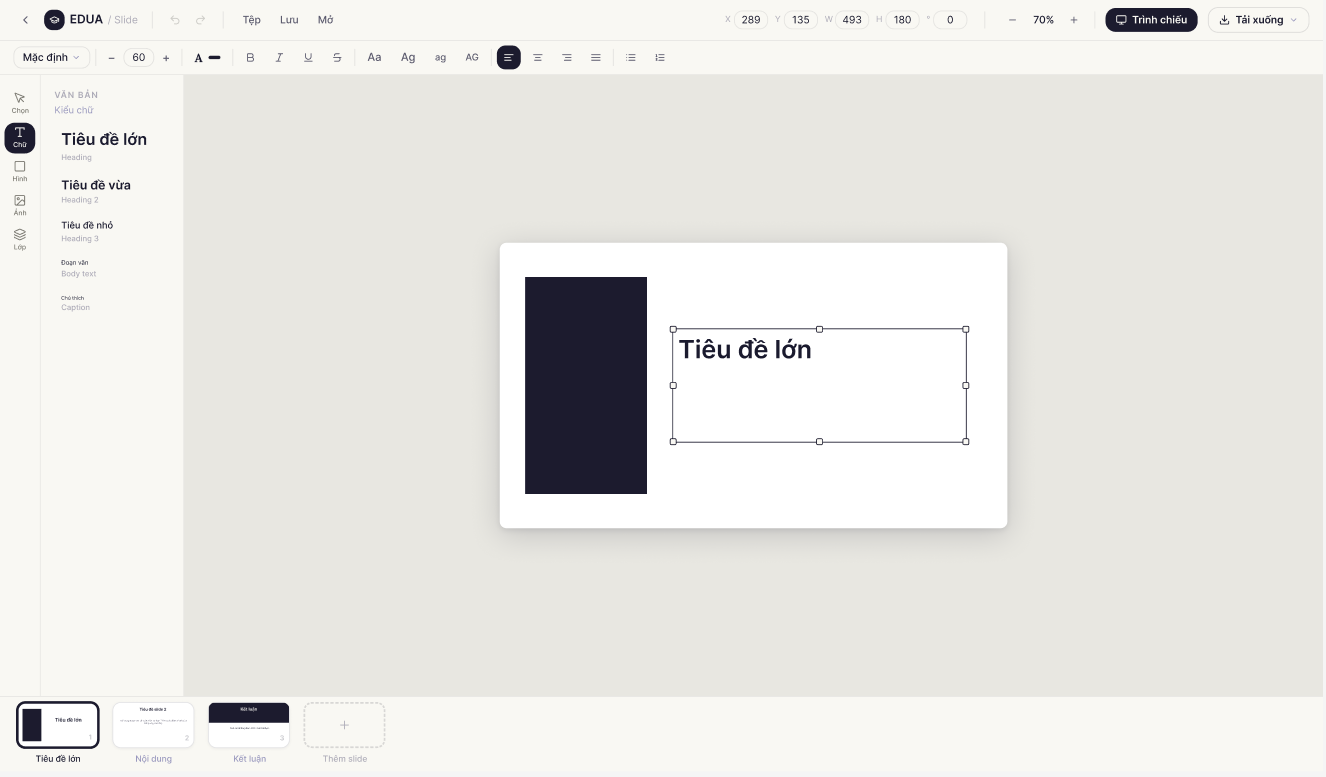 EDUA / Slide
Tệp Lưu Mở
X 289 Y 135 W 493 H 180 ° 0
− 70% +
Trình chiếu
Tải xuống
Mặc định − 60 + A B I U S Aa Ag ag AG
Chọn
Chữ
Hình
Ảnh
Lớp
VĂN BẢN
Kiểu chữ
Tiêu đề lớn
Heading
Tiêu đề vừa
Heading 2
Tiêu đề nhỏ
Heading 3
Đoạn văn
Body text
Chú thích
Caption
Tiêu đề lớn
Tiêu đề lớn
1
Tiêu đề lớn
Tiêu đề slide 2
2
Nội dung
Kết luận
3
Kết luận
+
Thêm slide